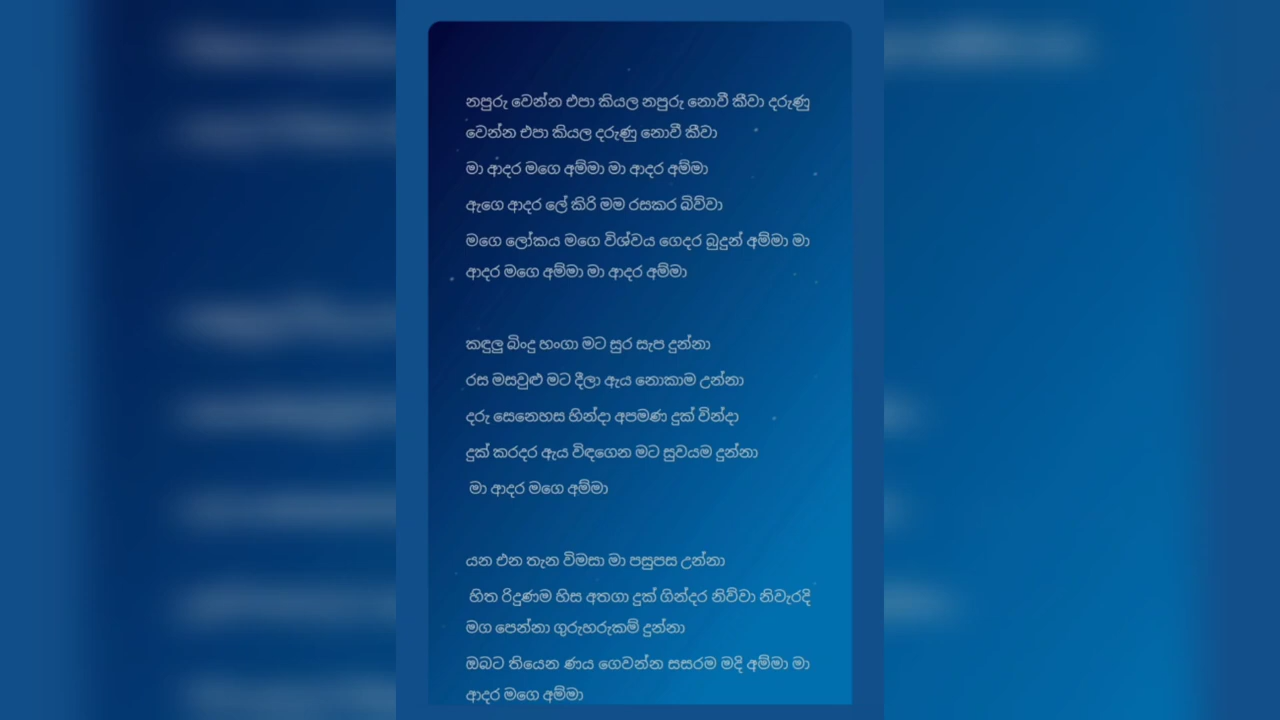 නපුරු වෙන්න එපා කියල නපුරු නොවී කීවා දරුණු
වෙන්න එපා කියල දරුණු නොවී කීවා
මා ආදර මගෙ අම්මා මා ආදර අම්මා
ඇගෙ ආදර ලේ කිරි මම රසකර බිව්වා
මගෙ ලෝකය මගෙ විශ්වය ගෙදර බුදුන් අම්මා මා
ආදර මගෙ අම්මා මා ආදර අම්මා
කඳුලු බිංදු හංගා මට සුර සැප දුන්නා
රස මසවුළු මට දීලා ඇය නොකාම උන්නා
දරු සෙනෙහස හින්දා අපමණ දුක් වින්දා
දුක් කරදර ඇය විඳගෙන මට සුවයම දුන්නා
මා ආදර මගෙ අම්මා
යන එන තැන විමසා මා පසුපස උන්නා
හිත රිදුණම හිස අතගා දුක් ගින්දර නිව්වා නිවැරදි
මග පෙන්නා ගුරුහරුකම් දුන්නා
ඔබට තියෙන ණය ගෙවන්න සසරම මදි අම්මා මා
ආදර මගෙ අම්මා